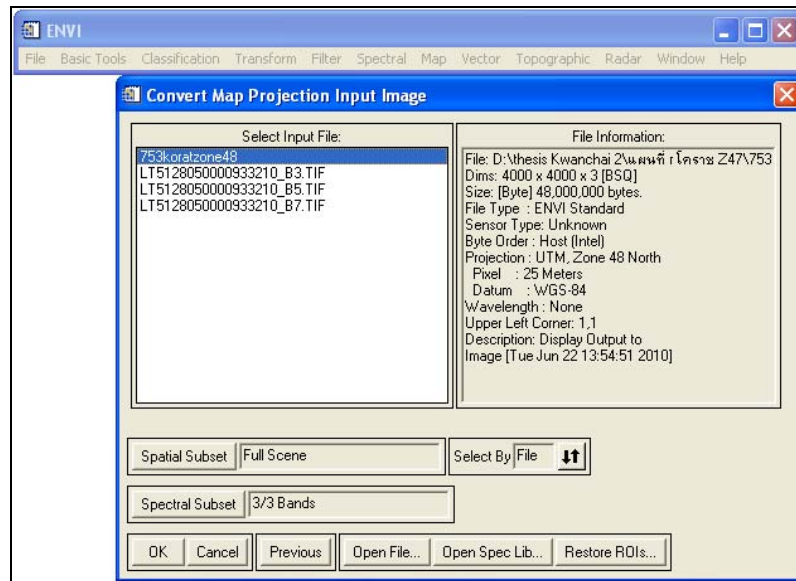 ENVI
File Basic Tools Classification Transform Filter Spectral Map Vector Topographic Radar Window Help
Convert Map Projection Input Image
Select Input File:
753koratzone48
LT5128050000933210_B3.TIF
LT5128050000933210_B5.TIF
LT5128050000933210_B7.TIF
File Information:
File: D:\thesis Kwanchai 2\แผนที่ โคราช Z47\753
Dims: 4000 x 4000 x 3 [BSQ]
Size: [Byte] 48,000,000 bytes.
File Type : ENVI Standard
Sensor Type: Unknown
Byte Order : Host (Intel)
Projection : UTM, Zone 48 North
Pixel : 25 Meters
Datum : WGS-84
Wavelength : None
Upper Left Corner: 1,1
Description: Display Output to
Image [Tue Jun 22 13:54:51 2010]
Spatial Subset Full Scene
Select By File
Spectral Subset 3/3 Bands
OK Cancel Previous Open File... Open Spec Lib... Restore ROIs...